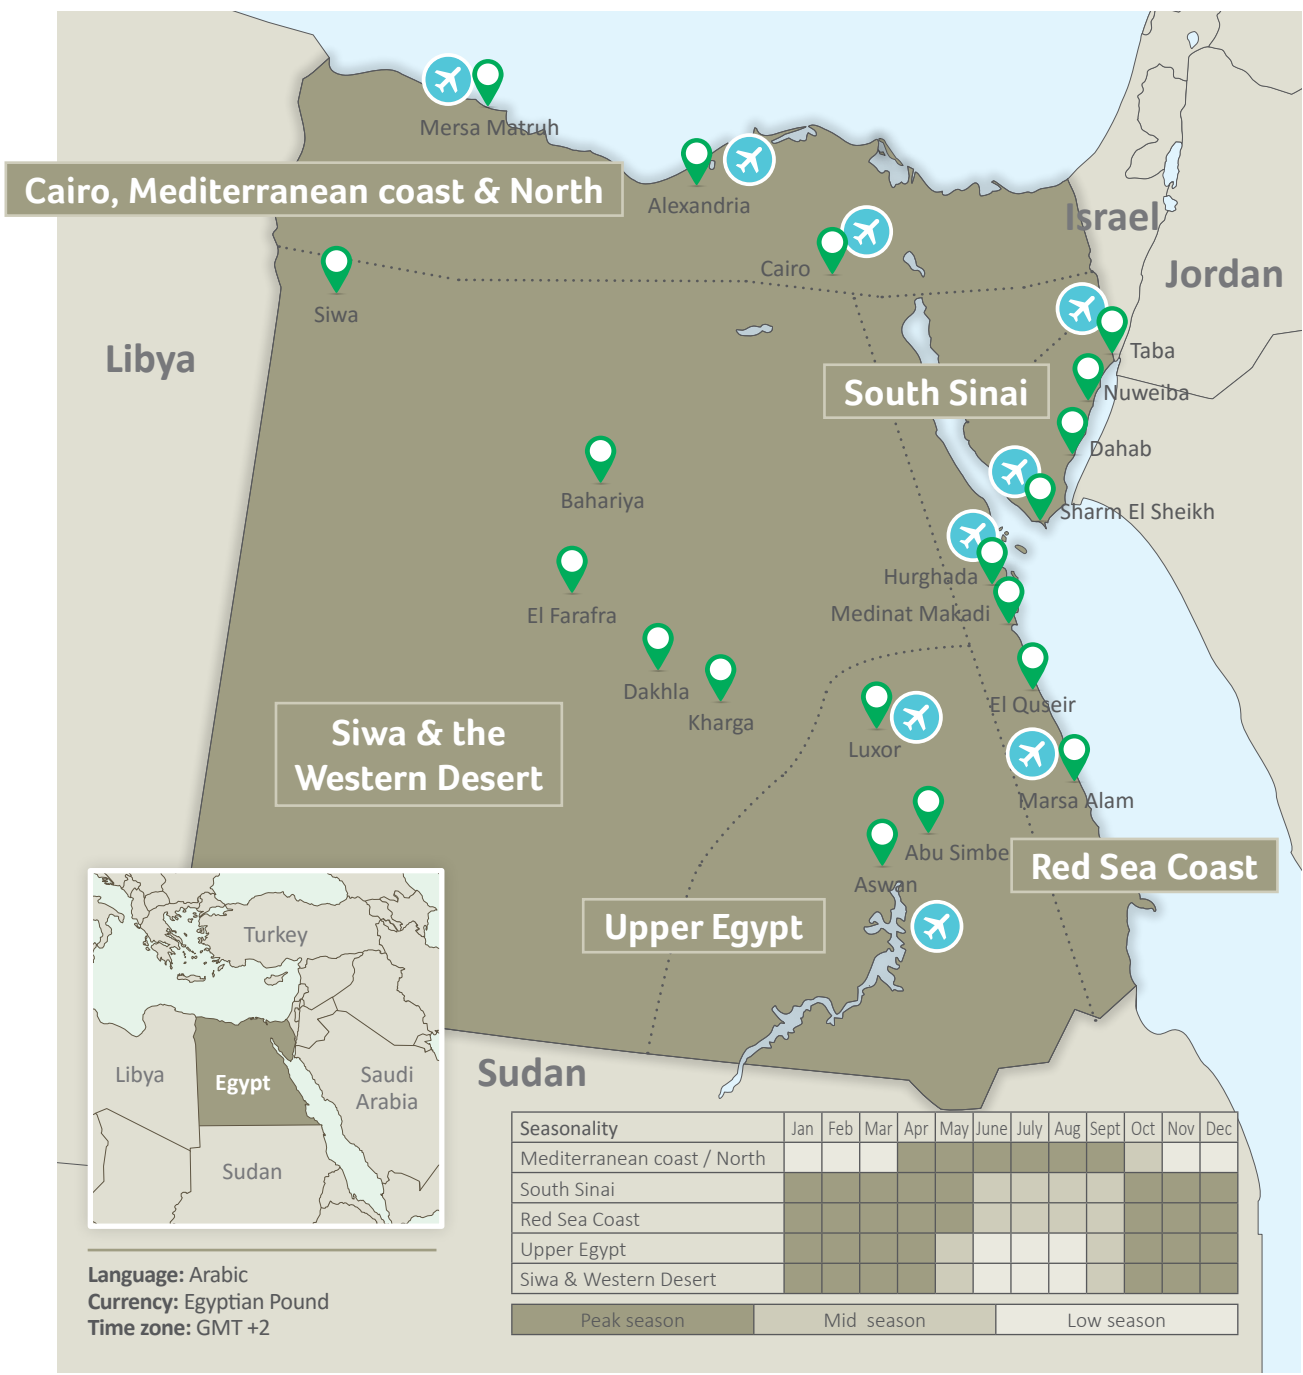 Mersa Matruh
Cairo, Mediterranean coast & North
Alexandria
Israel
Cairo
Jordan
Siwa
Libya
Taba
South Sinai
Nuweiba
Dahab
Bahariya
Sharm El Sheikh
Hurghada
El Farafra
Medinat Makadi
Dakhla
Kharga
El Quseir
Siwa & the
Western Desert
Luxor
Marsa Alam
Abu Simbe
Red Sea Coast
Aswan
Upper Egypt
Turkey
Libya
Egypt
Saudi
Arabia
Sudan
Sudan
Seasonality Jan Feb Mar Apr May June July Aug Sept Oct Nov Dec
Mediterranean coast / North
South Sinai
Red Sea Coast
Upper Egypt
Siwa & Western Desert
Peak season Mid season Low season
Language: Arabic
Currency: Egyptian Pound
Time zone: GMT +2